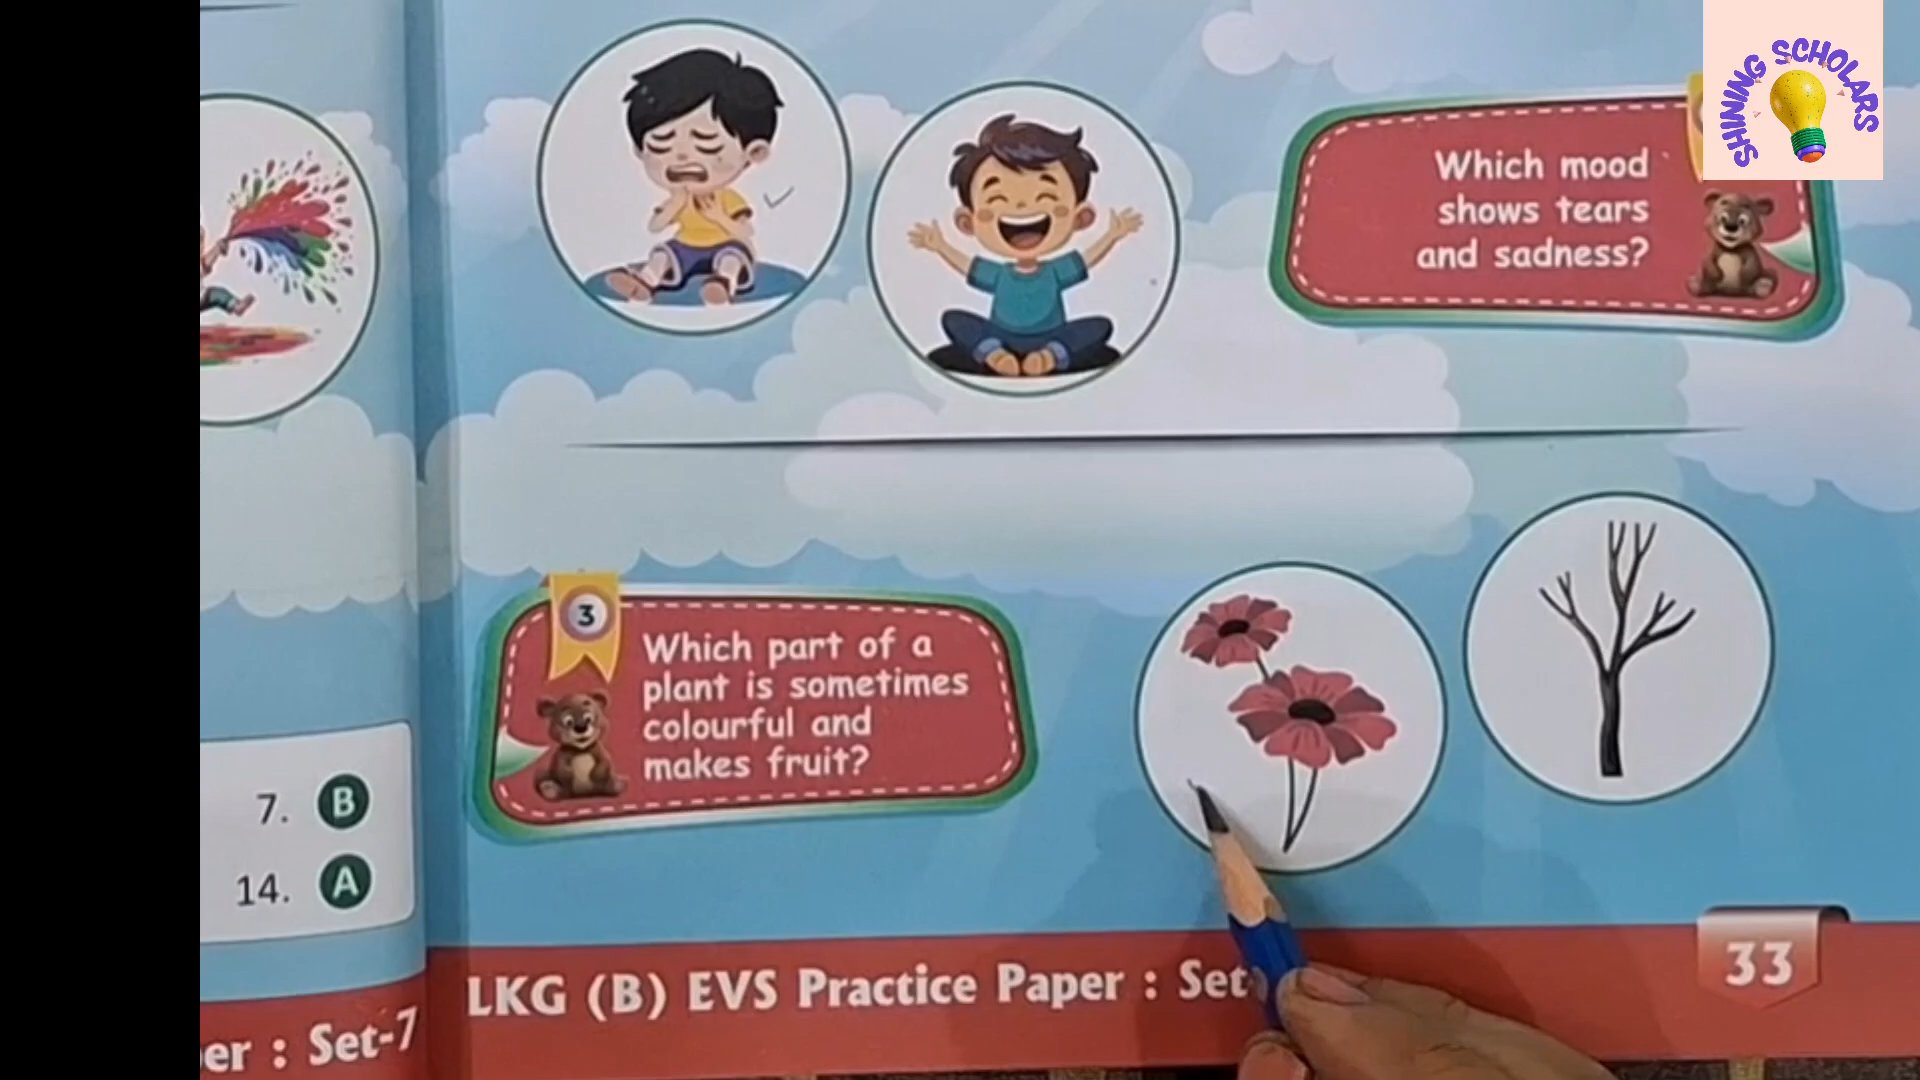 SHINING SCHOLARS
Which mood
shows tears
and sadness?
3
Which part of a
plant is sometimes
colourful and
makes fruit?
7. B
14. A
LKG (B) EVS Practice Paper : Set
33
er : Set-7